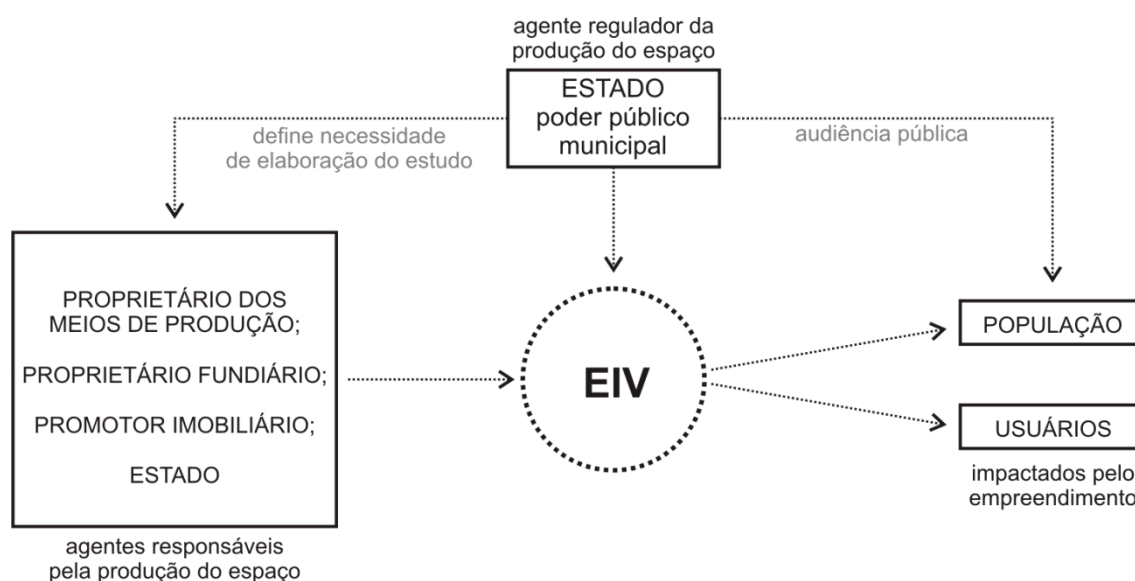 agente regulador da
produção do espaço
ESTADO
poder público
municipal
define necessidade
de elaboração do estudo
audiência pública
PROPRIETÁRIO DOS
MEIOS DE PRODUÇÃO;
PROPRIETÁRIO FUNDIÁRIO;
PROMOTOR IMOBILIÁRIO;
ESTADO
agentes responsáveis
pela produção do espaço
EIV
POPULAÇÃO
USUÁRIOS
impactados pelo
empreendimento